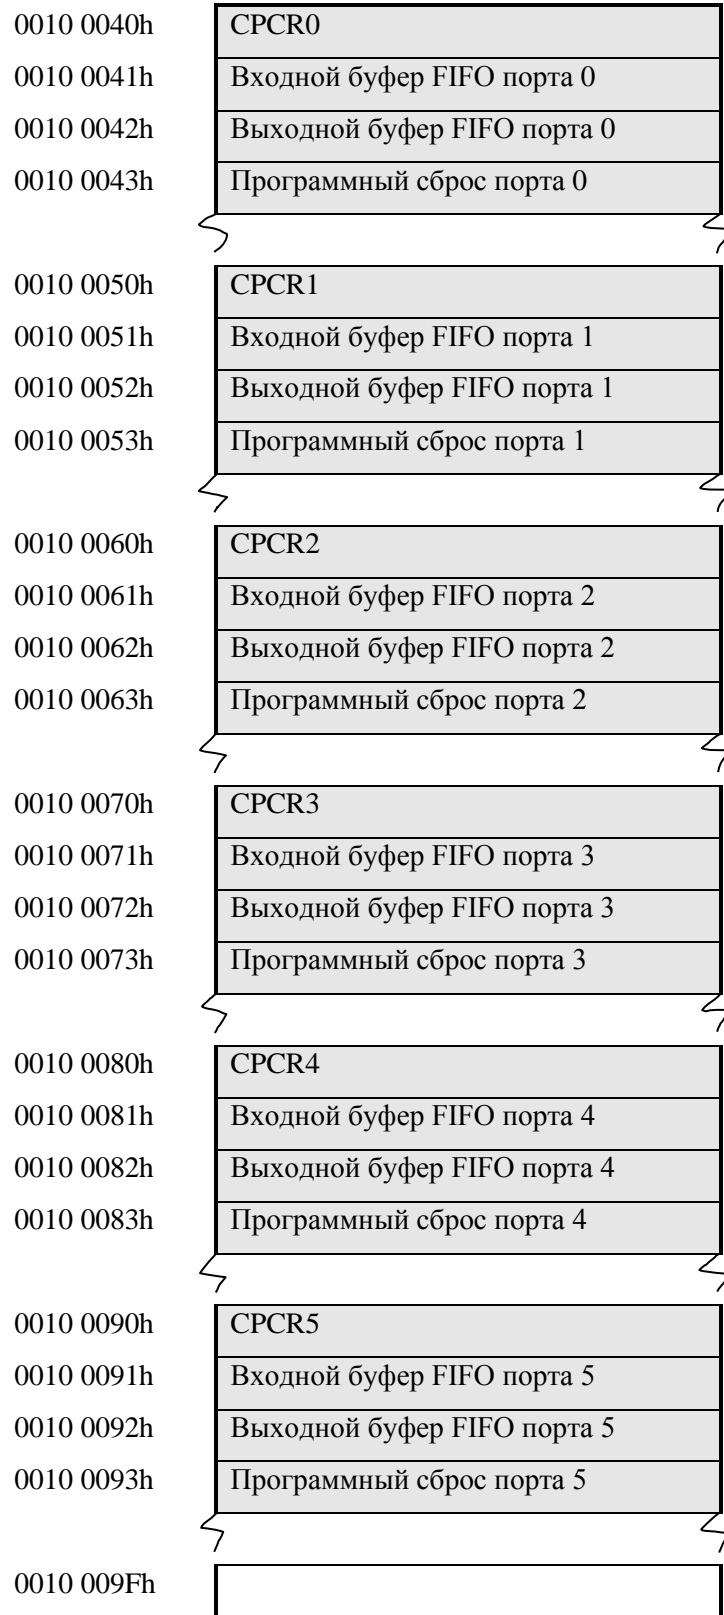 0010 0040h CPCR0
0010 0041h Входной буфер FIFO порта 0
0010 0042h Выходной буфер FIFO порта 0
0010 0043h Программный сброс порта 0
0010 0050h CPCR1
0010 0051h Входной буфер FIFO порта 1
0010 0052h Выходной буфер FIFO порта 1
0010 0053h Программный сброс порта 1
0010 0060h CPCR2
0010 0061h Входной буфер FIFO порта 2
0010 0062h Выходной буфер FIFO порта 2
0010 0063h Программный сброс порта 2
0010 0070h CPCR3
0010 0071h Входной буфер FIFO порта 3
0010 0072h Выходной буфер FIFO порта 3
0010 0073h Программный сброс порта 3
0010 0080h CPCR4
0010 0081h Входной буфер FIFO порта 4
0010 0082h Выходной буфер FIFO порта 4
0010 0083h Программный сброс порта 4
0010 0090h CPCR5
0010 0091h Входной буфер FIFO порта 5
0010 0092h Выходной буфер FIFO порта 5
0010 0093h Программный сброс порта 5
0010 009Fh